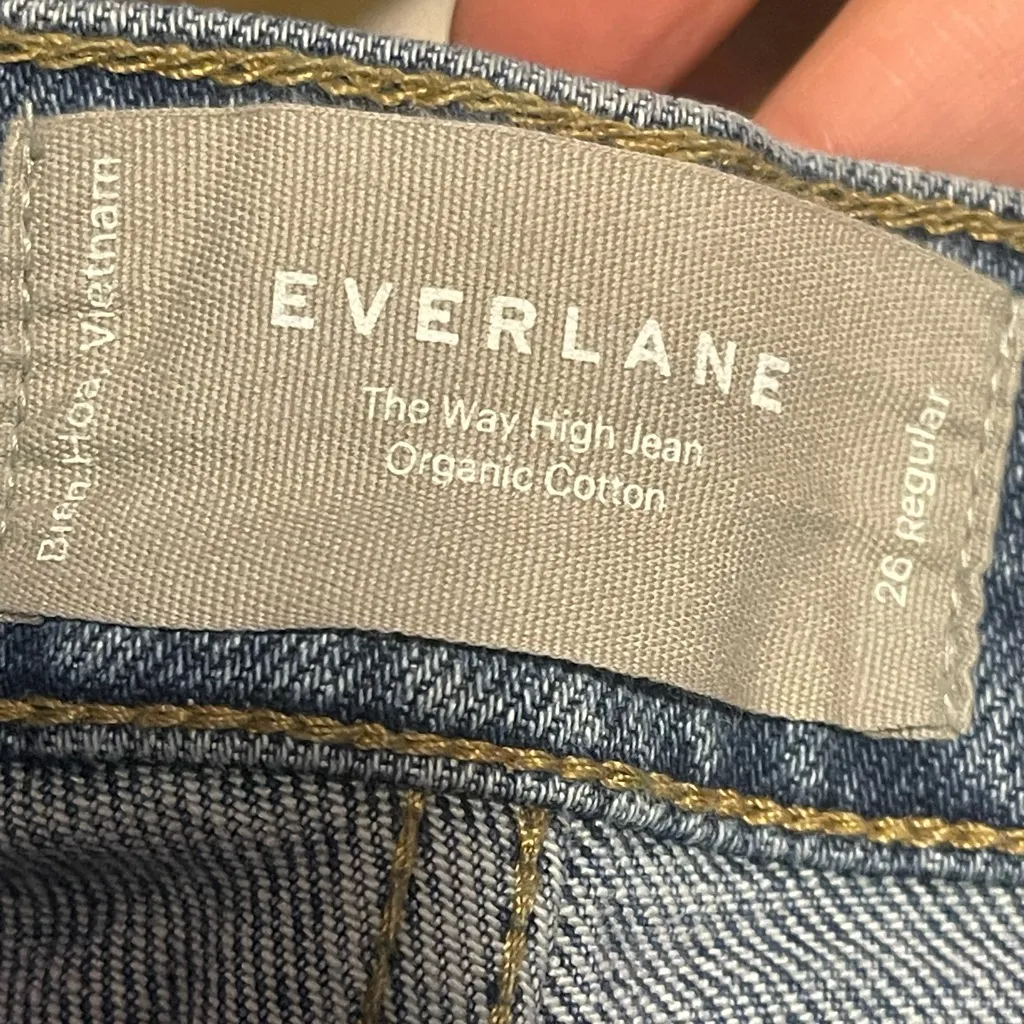 EVERLANE
The Way High Jean
Organic Cotton
Bien Hoa, Vietnam
26 Regular